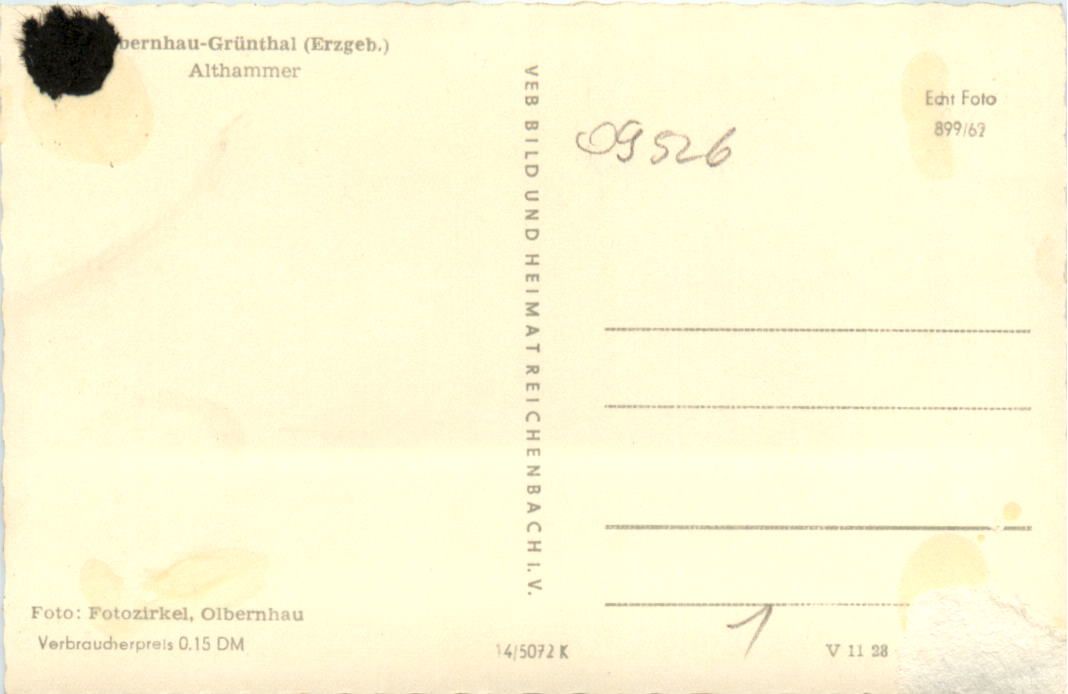 bernhau-Grünthal (Erzgeb.)
Althammer
VEB BILD UND HEIMAT REICHENBACH I. V.
09526
Echt Foto
899/62
Foto: Fotozirkel, Olbernhau
Verbraucherpreis 0.15 DM
14/5072 K
1
V 11 28